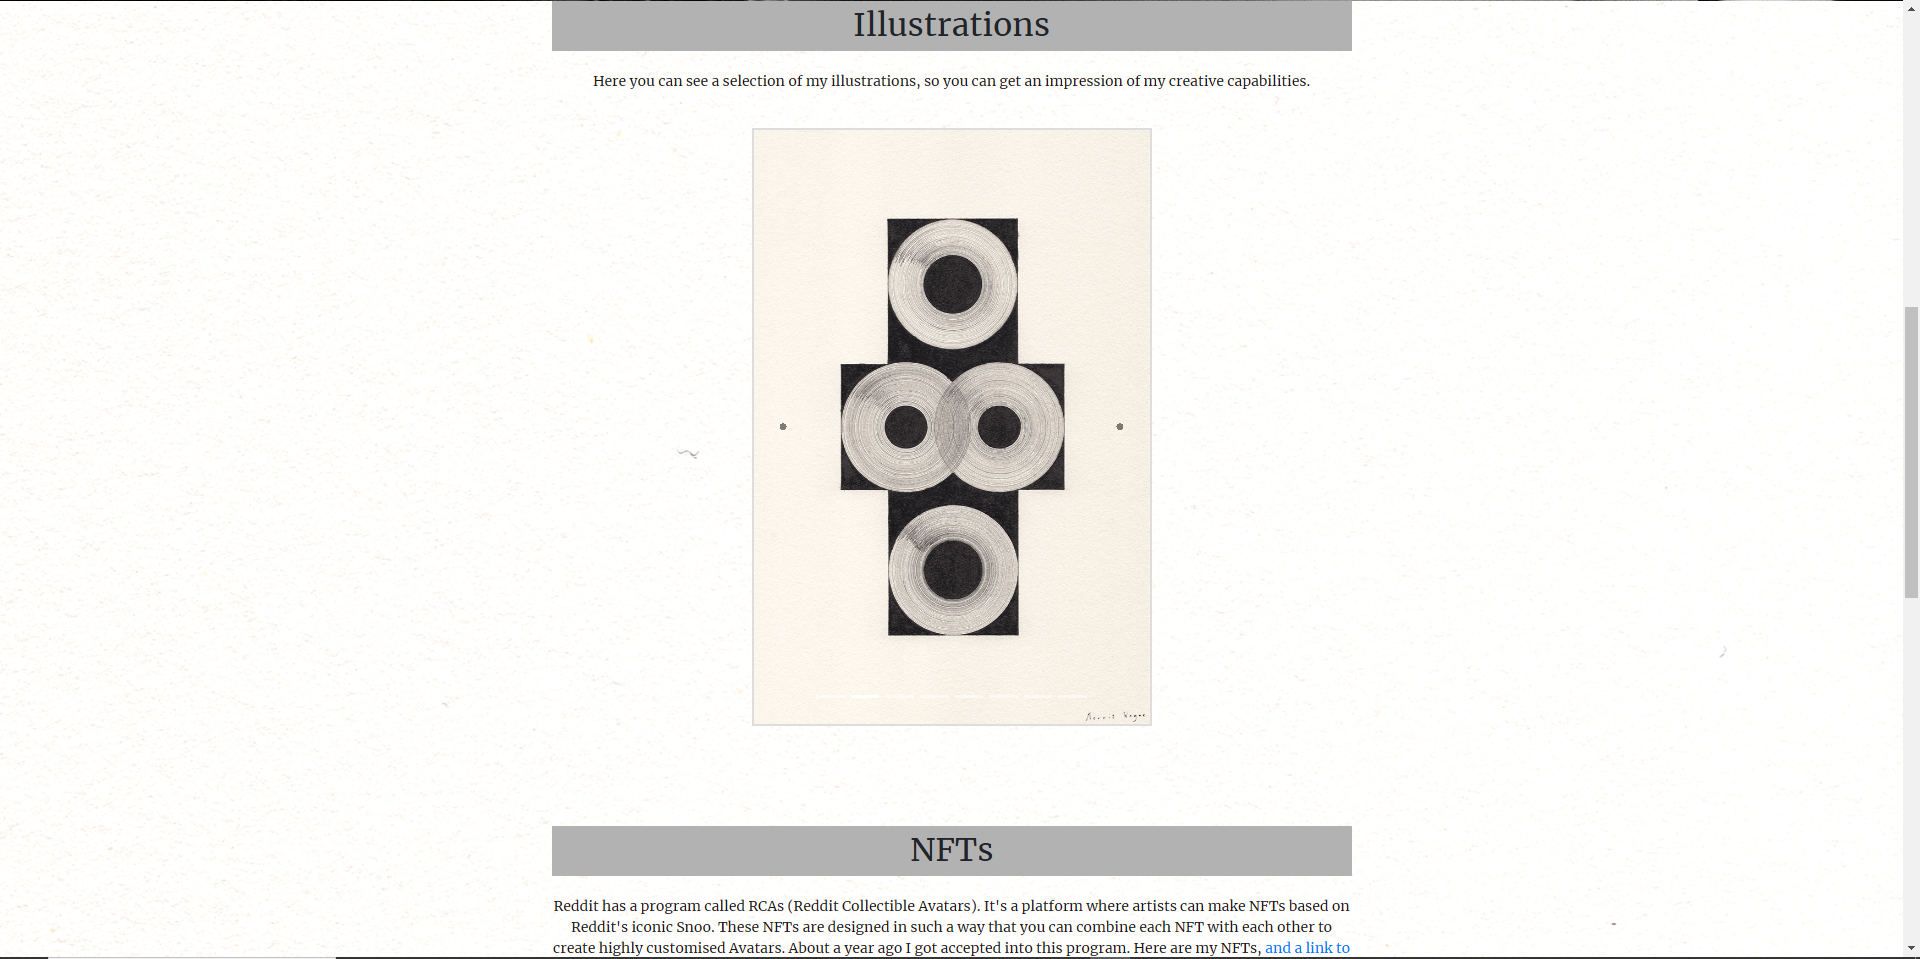 Illustrations
Here you can see a selection of my illustrations, so you can get an impression of my creative capabilities.
NFTs
Reddit has a program called RCAs (Reddit Collectible Avatars). It's a platform where artists can make NFTs based on
Reddit's iconic Snoo. These NFTs are designed in such a way that you can combine each NFT with each other to
create highly customised Avatars. About a year ago I got accepted into this program. Here are my NFTs, and a link to